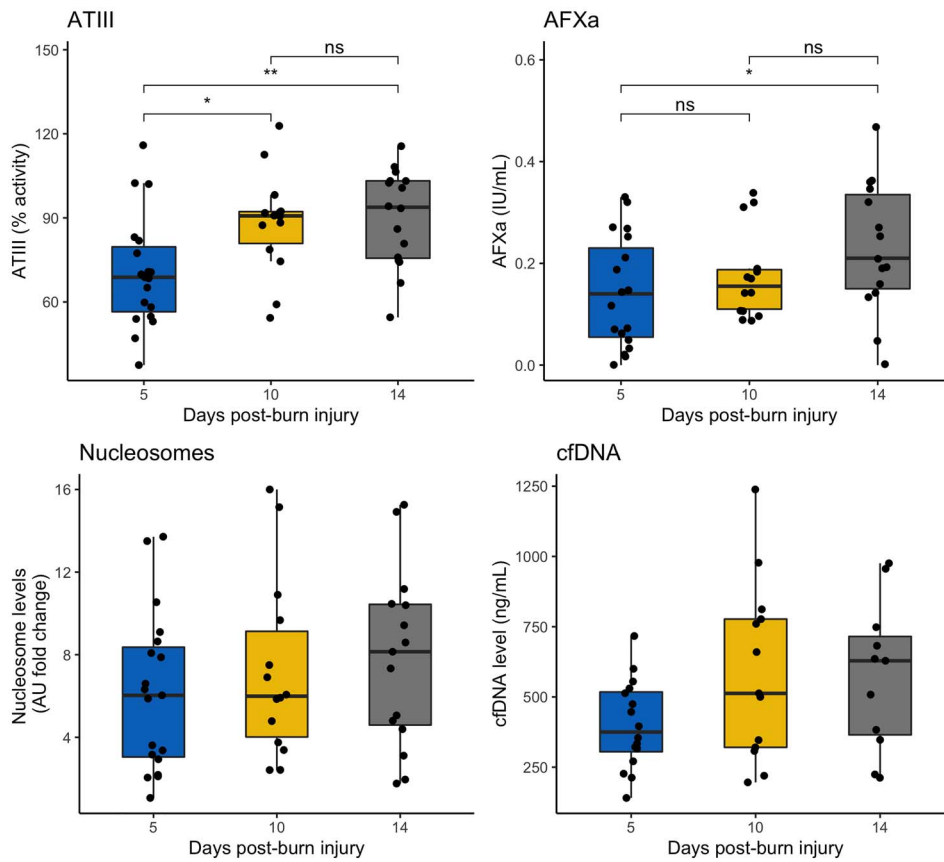 ATIII
150
120
90
60
ATIII (% activity)
ns
**
*
5
10
14
Days post-burn injury
AFXa
0.6
0.4
0.2
0.0
AFXa (IU/mL)
ns
*
ns
5
10
14
Days post-burn injury
Nucleosomes
16
12
8
4
Nucleosome levels
(AU fold change)
5
10
14
Days post-burn injury
cfDNA
1250
1000
750
500
250
cfDNA level (ng/mL)
5
10
14
Days post-burn injury